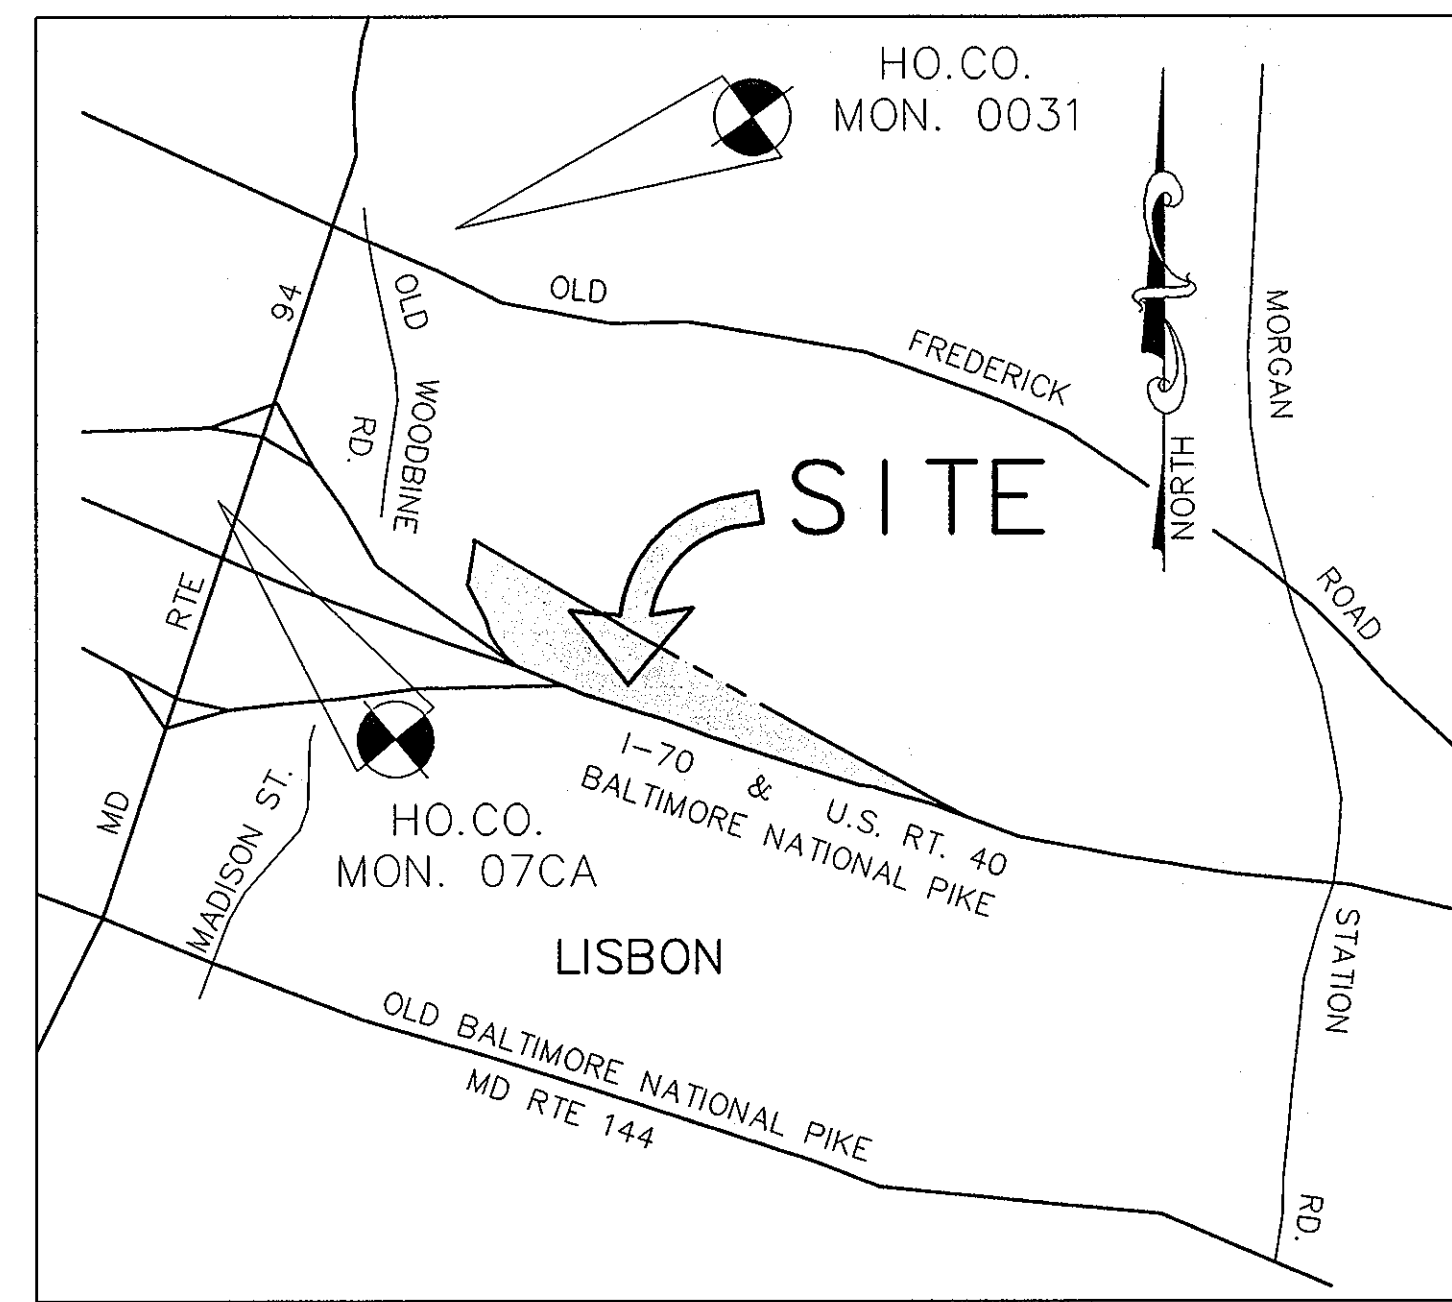 HO.CO.
MON. 0031
OLD
FREDERICK
ROAD
94
RTE
MD
OLD
WOODBINE
RD.
MORGAN
STATION
RD.
NORTH
SITE
I-70 & U.S. RT. 40
BALTIMORE NATIONAL PIKE
HO.CO.
MON. 07CA
MADISON ST.
LISBON
OLD BALTIMORE NATIONAL PIKE
MD RTE 144